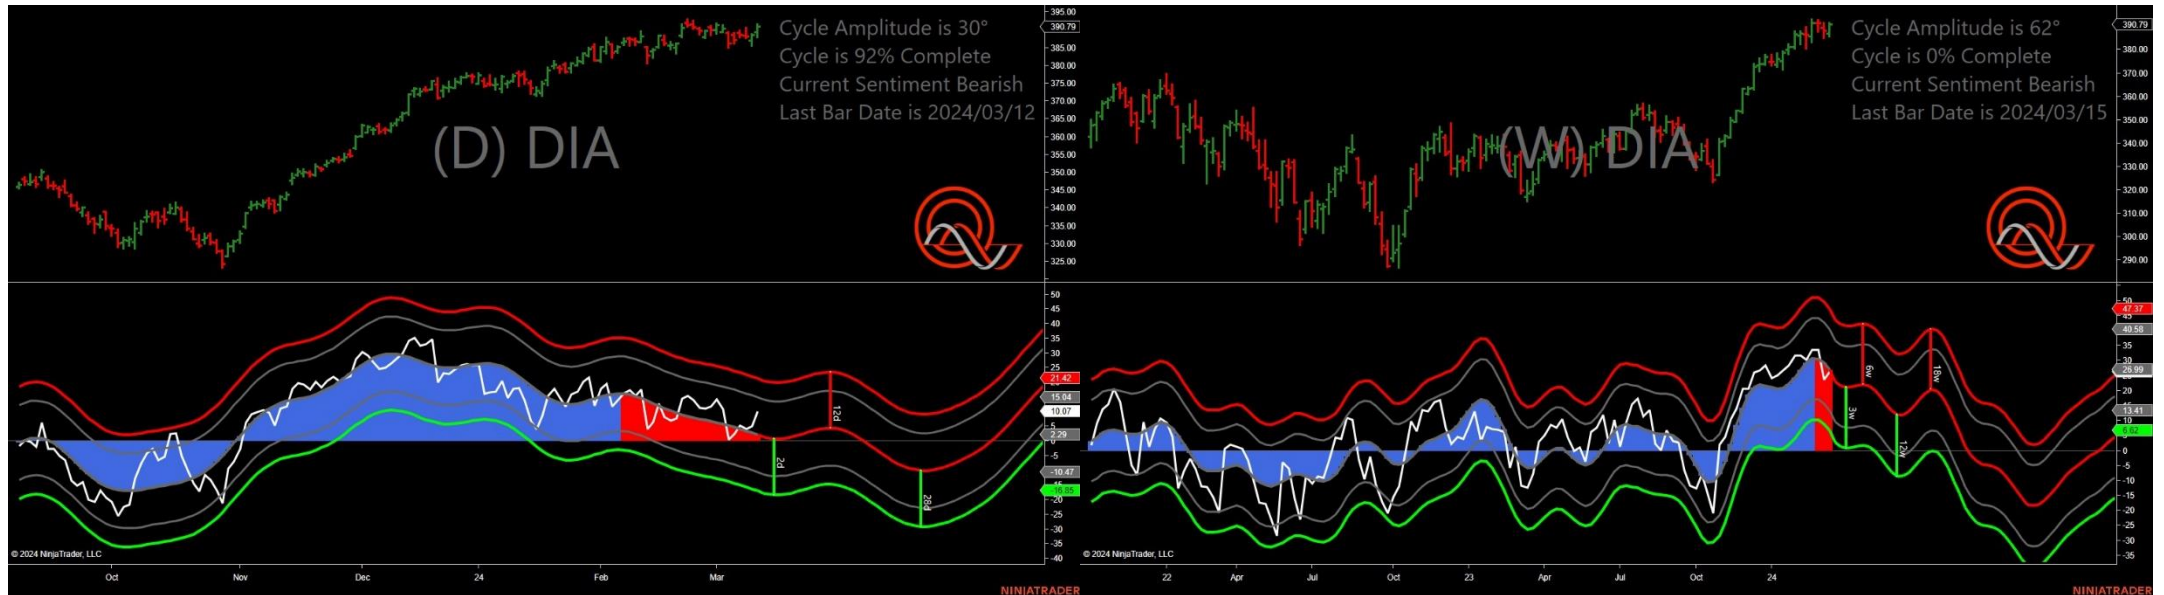 395.00
390.79
385.00
380.00
375.00
370.00
365.00
360.00
355.00
350.00
345.00
340.00
335.00
330.00
325.00
Cycle Amplitude is 30°
Cycle is 92% Complete
Current Sentiment Bearish
Last Bar Date is 2024/03/12
(D) DIA
50
45
40
35
30
25
21.42
15.04
10.07
5
2.29
-5
-10.47
-16.85
-20
-25
-30
-35
-40
12d
2d
28d
© 2024 NinjaTrader, LLC
Oct Nov Dec 24 Feb Mar
NINJATRADER
390.79
380.00
370.00
360.00
350.00
340.00
330.00
320.00
310.00
300.00
290.00
Cycle Amplitude is 62°
Cycle is 0% Complete
Current Sentiment Bearish
Last Bar Date is 2024/03/15
(W) DIA
50
47.37
45
40.58
35
30
26.99
20
13.41
6.62
0
-5
-10
-15
-20
-25
-30
-35
6w
18w
3w
12w
© 2024 NinjaTrader, LLC
22 Apr Jul Oct 23 Apr Jul Oct 24
NINJATRADER